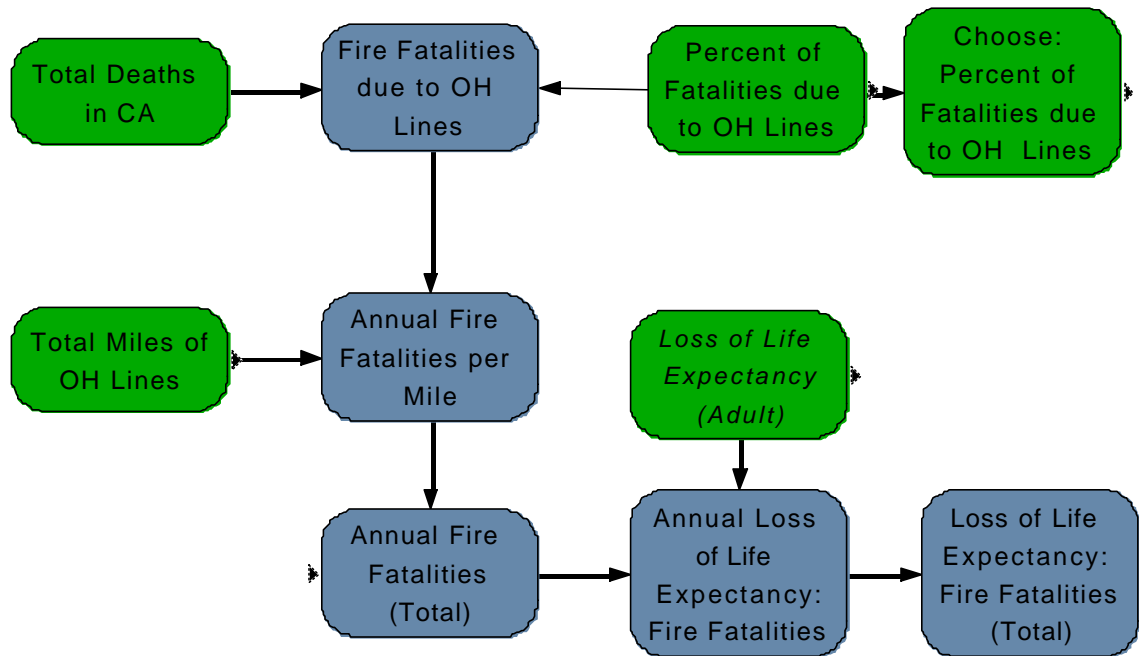 Total Deaths
in CA
Fire Fatalities
due to OH
Lines
Percent of
Fatalities due
to OH Lines
Choose:
Percent of
Fatalities due
to OH Lines
Total Miles of
OH Lines
Annual Fire
Fatalities per
Mile
Loss of Life
Expectancy
(Adult)
Annual Fire
Fatalities
(Total)
Annual Loss
of Life
Expectancy:
Fire Fatalities
Loss of Life
Expectancy:
Fire Fatalities
(Total)